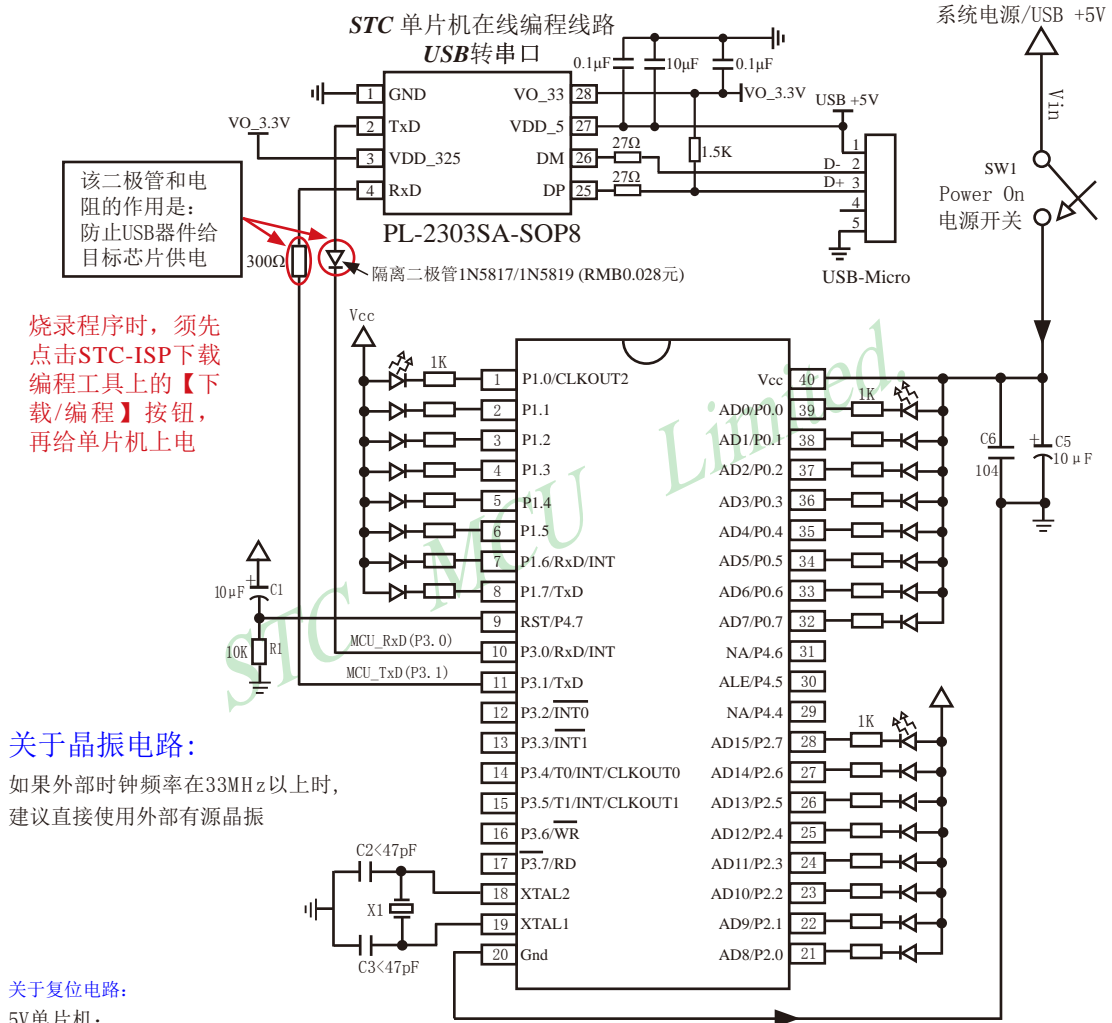 STC 单片机在线编程线路
USB转串口
系统电源/USB +5V
Vin
SW1
Power On
电源开关
0.1μF
10μF
0.1μF
VO_3.3V
USB +5V
1 GND
2 TxD
3 VDD_325
4 RxD
VO_33 28
VDD_5 27
DM 26
DP 25
PL-2303SA-SOP8
VO_3.3V
27Ω
27Ω
1.5K
D-
D+
1
2
3
4
5
USB-Micro
该二极管和电
阻的作用是:
防止USB器件给
目标芯片供电
300Ω
隔离二极管1N5817/1N5819 (RMB0.028元)
烧录程序时，须先
点击STC-ISP下载
编程工具上的【下
载/编程】按钮，
再给单片机上电
Vcc
1K
1 P1.0/CLKOUT2
2 P1.1
3 P1.2
4 P1.3
5 P1.4
6 P1.5
7 P1.6/RxD/INT
8 P1.7/TxD
9 RST/P4.7
10 P3.0/RxD/INT
11 P3.1/TxD
12 P3.2/INT0
13 P3.3/INT1
14 P3.4/T0/INT/CLKOUT0
15 P3.5/T1/INT/CLKOUT1
16 P3.6/WR
17 P3.7/RD
18 XTAL2
19 XTAL1
20 Gnd
Vcc 40
AD0/P0.0 39
AD1/P0.1 38
AD2/P0.2 37
AD3/P0.3 36
AD4/P0.4 35
AD5/P0.5 34
AD6/P0.6 33
AD7/P0.7 32
NA/P4.6 31
ALE/P4.5 30
NA/P4.4 29
AD15/P2.7 28
AD14/P2.6 27
AD13/P2.5 26
AD12/P2.4 25
AD11/P2.3 24
AD10/P2.2 23
AD9/P2.1 22
AD8/P2.0 21
1K
1K
C6
104
+ C5
10μF
10μF
+
C1
10K
R1
MCU_RxD(P3.0)
MCU_TxD(P3.1)
STC MCU Limited.
关于晶振电路:
如果外部时钟频率在33MHz以上时,
建议直接使用外部有源晶振
C2<47pF
X1
C3<47pF
关于复位电路:
5V单片机: